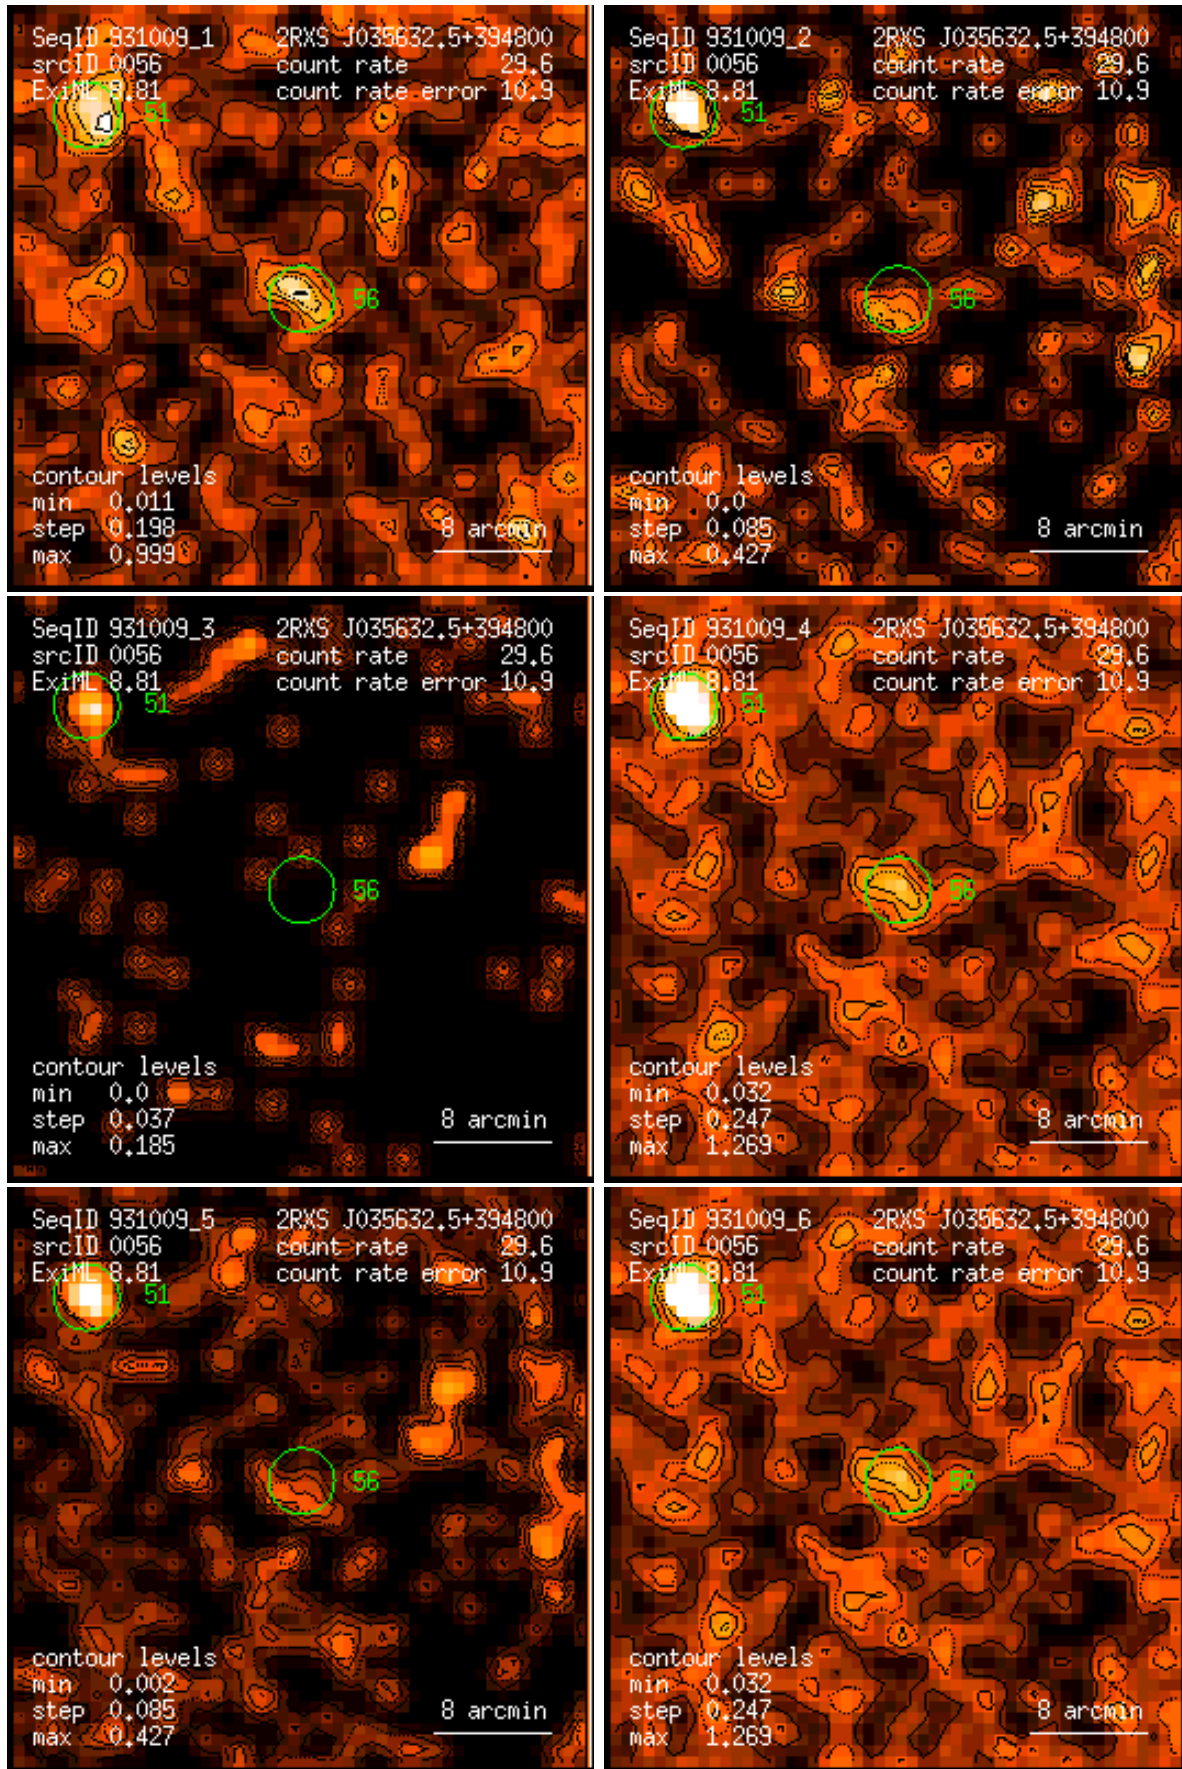 SeqID 931009_1 2RXS J035632.5+394800
srcID 0056 count rate 29.6
ExiML 8.81 count rate error 10.9
51
56
contour levels
min 0.011
step 0.198 8 arcmin
max 0.999
SeqID 931009_2 2RXS J035632.5+394800
srcID 0056 count rate 29.6
ExiML 8.81 count rate error 10.9
51
56
contour levels
min 0.0
step 0.085 8 arcmin
max 0.427
SeqID 931009_3 2RXS J035632.5+394800
srcID 0056 count rate 29.6
ExiML 8.81 count rate error 10.9
51
56
contour levels
min 0.0
step 0.037 8 arcmin
max 0.185
SeqID 931009_4 2RXS J035632.5+394800
srcID 0056 count rate 29.6
ExiML 8.81 count rate error 10.9
51
56
contour levels
min 0.032
step 0.247 8 arcmin
max 1.269
SeqID 931009_5 2RXS J035632.5+394800
srcID 0056 count rate 29.6
ExiML 8.81 count rate error 10.9
51
56
contour levels
min 0.002
step 0.085 8 arcmin
max 0.427
SeqID 931009_6 2RXS J035632.5+394800
srcID 0056 count rate 29.6
ExiML 8.81 count rate error 10.9
51
56
contour levels
min 0.032
step 0.247 8 arcmin
max 1.269